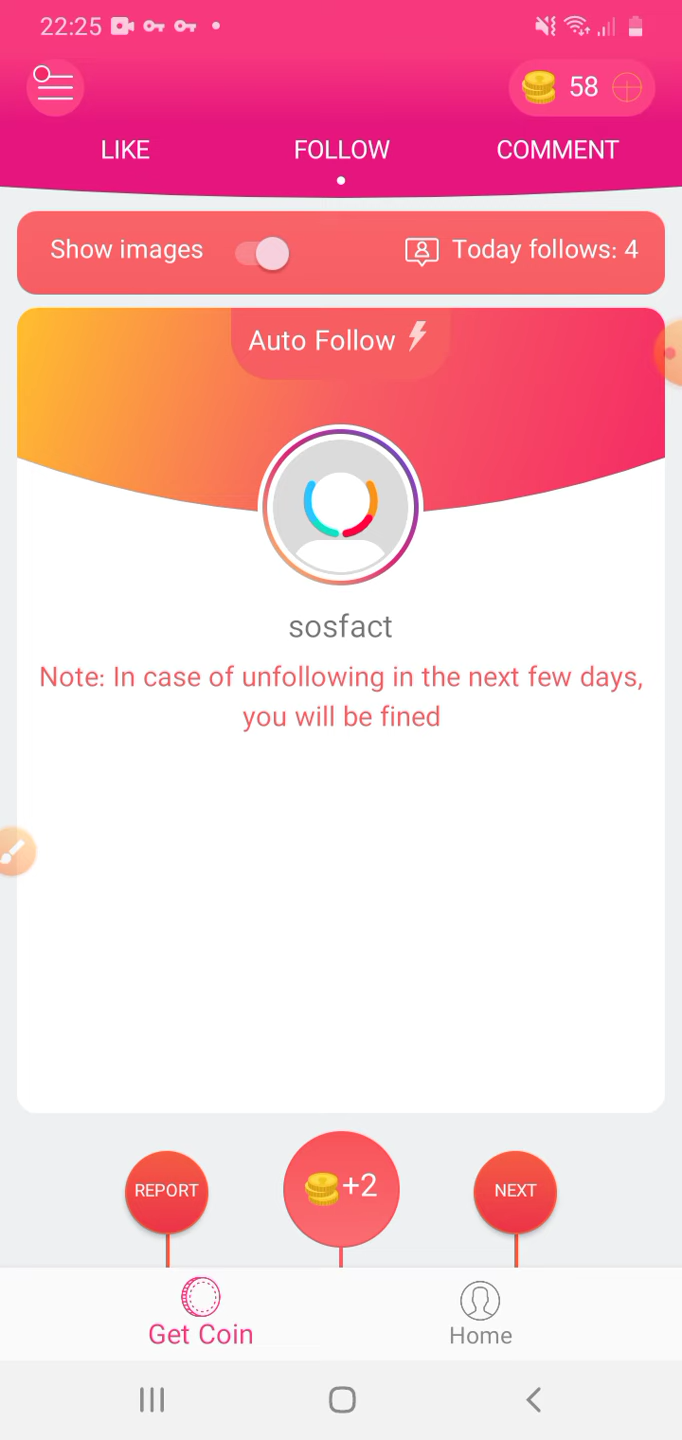 22:25
58
LIKE FOLLOW COMMENT
Show images Today follows: 4
Auto Follow
sosfact
Note: In case of unfollowing in the next few days,
you will be fined
REPORT +2 NEXT
Get Coin Home